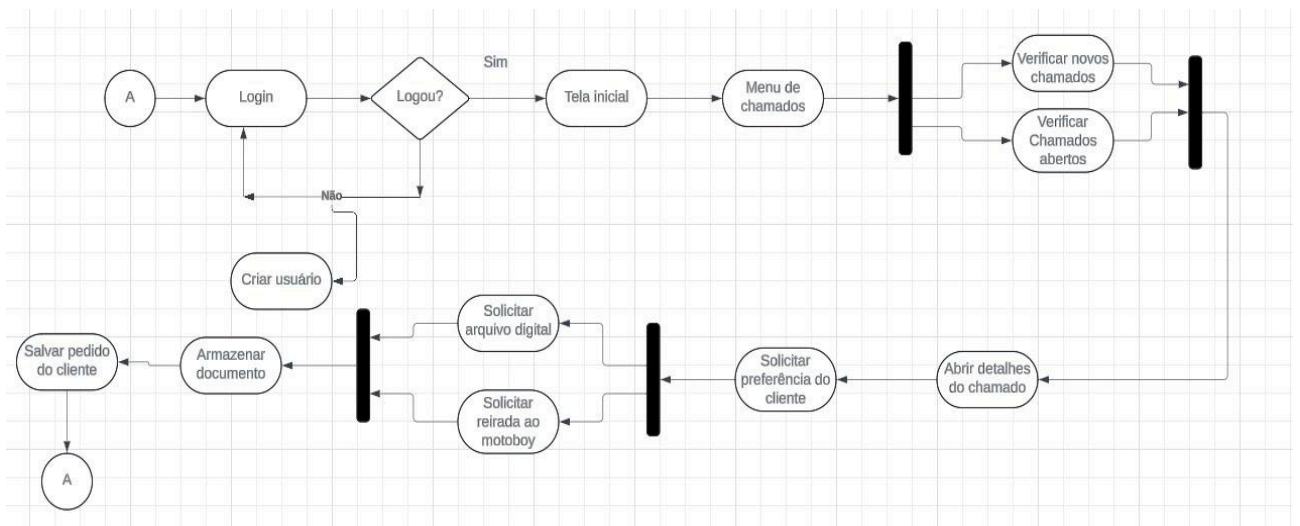 A
Login
Logou?
Sim
Tela inicial
Menu de
chamados
Verificar novos
chamados
Verificar
Chamados
abertos
Não
Criar usuário
Abrir detalhes
do chamado
Solicitar
preferência do
cliente
Solicitar
arquivo digital
Solicitar
reirada ao
motoboy
Armazenar
documento
Salvar pedido
do cliente
A